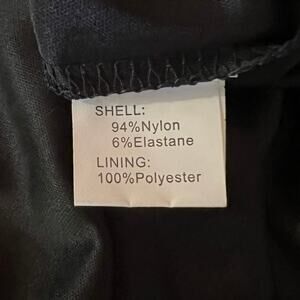 SHELL:
94%Nylon
6%Elastane
LINING:
100%Polyester